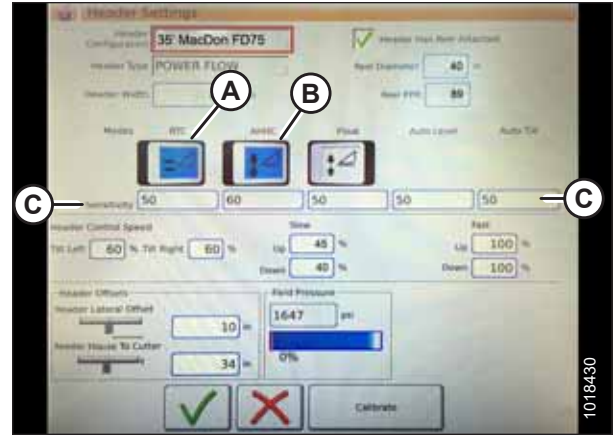 Header Settings
Header Configuration 35' MacDon FD75 Header Has Reel Attached
Header Type POWER FLOW Reel Diameter 40 in
Header Width Reel PPR 89
A B
Modes RTC AHHC Float Auto Level Auto Tilt
C Sensitivity 50 60 50 50 50 C
Header Control Speed Slow Fast
Tilt Left 60 % Tilt Right 60 % Up 45 % Up 100 %
Down 40 % Down 100 %
Header Offsets Field Pressure
Header Lateral Offset 1647 psi
10 in
Feeder House To Cutter 0%
34 in
Calibrate
1018430